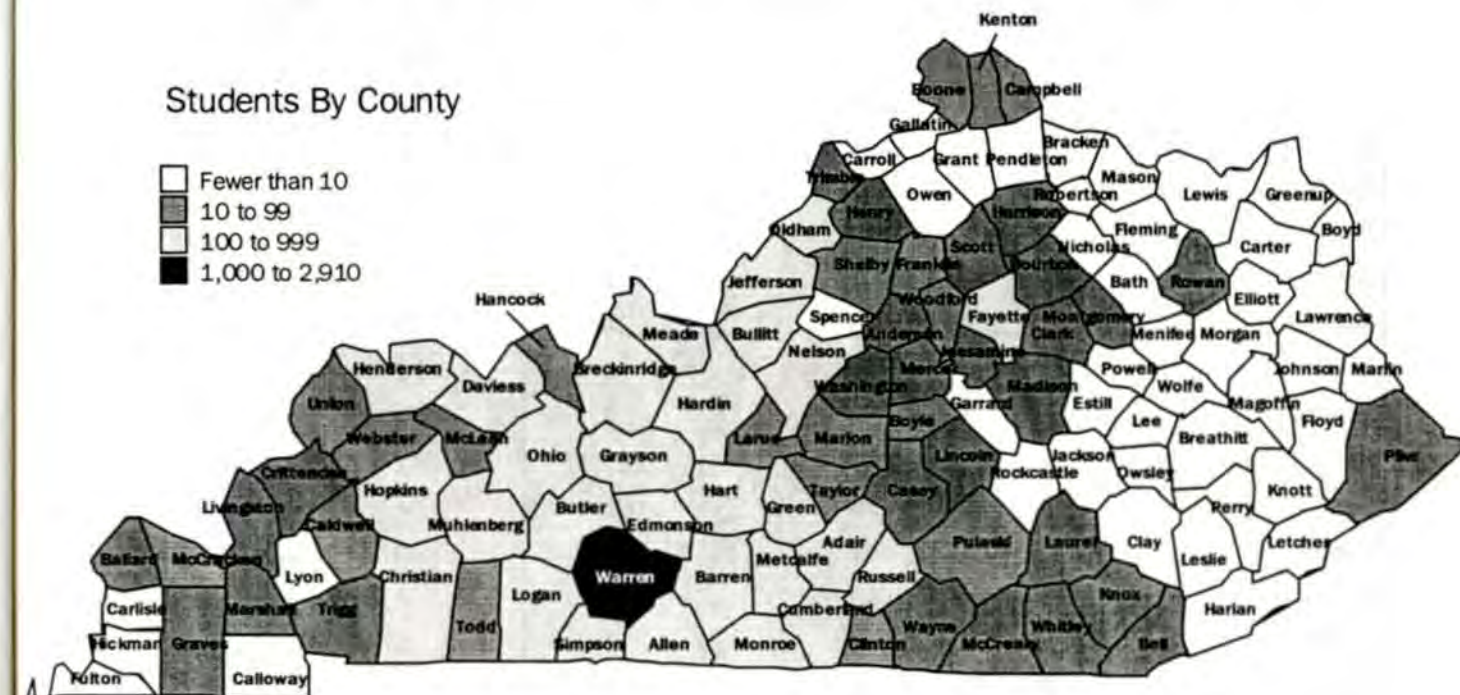 Kenton
Students By County
Boone
Campbell
Gallatin
Fewer than 10
10 to 99
100 to 999
1,000 to 2,910
Carroll
Grant
Pendleton
Bracken
Trimble
Owen
Robertson
Mason
Lewis
Greenup
Henry
Harrison
Fleming
Boyd
Oldham
Scott
Nicholas
Carter
Shelby
Franklin
Bourbon
Bath
Rowan
Jefferson
Elliott
Hancock
Woodford
Spencer
Fayette
Montgomery
Lawrence
Meade
Bullitt
Anderson
Clark
Menifee
Morgan
Nelson
Jessamine
Henderson
Breckinridge
Mercer
Powell
Johnson
Martin
Daviess
Washington
Madison
Wolfe
Union
Hardin
Garrard
Estill
Magoffin
Boyle
Lee
Floyd
Webster
McLean
Larue
Marion
Breathitt
Ohio
Grayson
Lincoln
Jackson
Pike
Crittenden
Rockcastle
Owsley
Hopkins
Hart
Taylor
Casey
Knott
Livingston
Butler
Green
Perry
Caldwell
Muhlenberg
Edmonson
Adair
Pulaski
Laurel
Clay
Letcher
Ballard
McCracken
Metcalfe
Leslie
Lyon
Christian
Warren
Barren
Russell
Logan
Knox
Carlisle
Marshall
Trigg
Cumberland
Harlan
Todd
Wayne
Whitley
Hickman
Graves
Simpson
Allen
Monroe
Clinton
McCreary
Bell
Fulton
Calloway